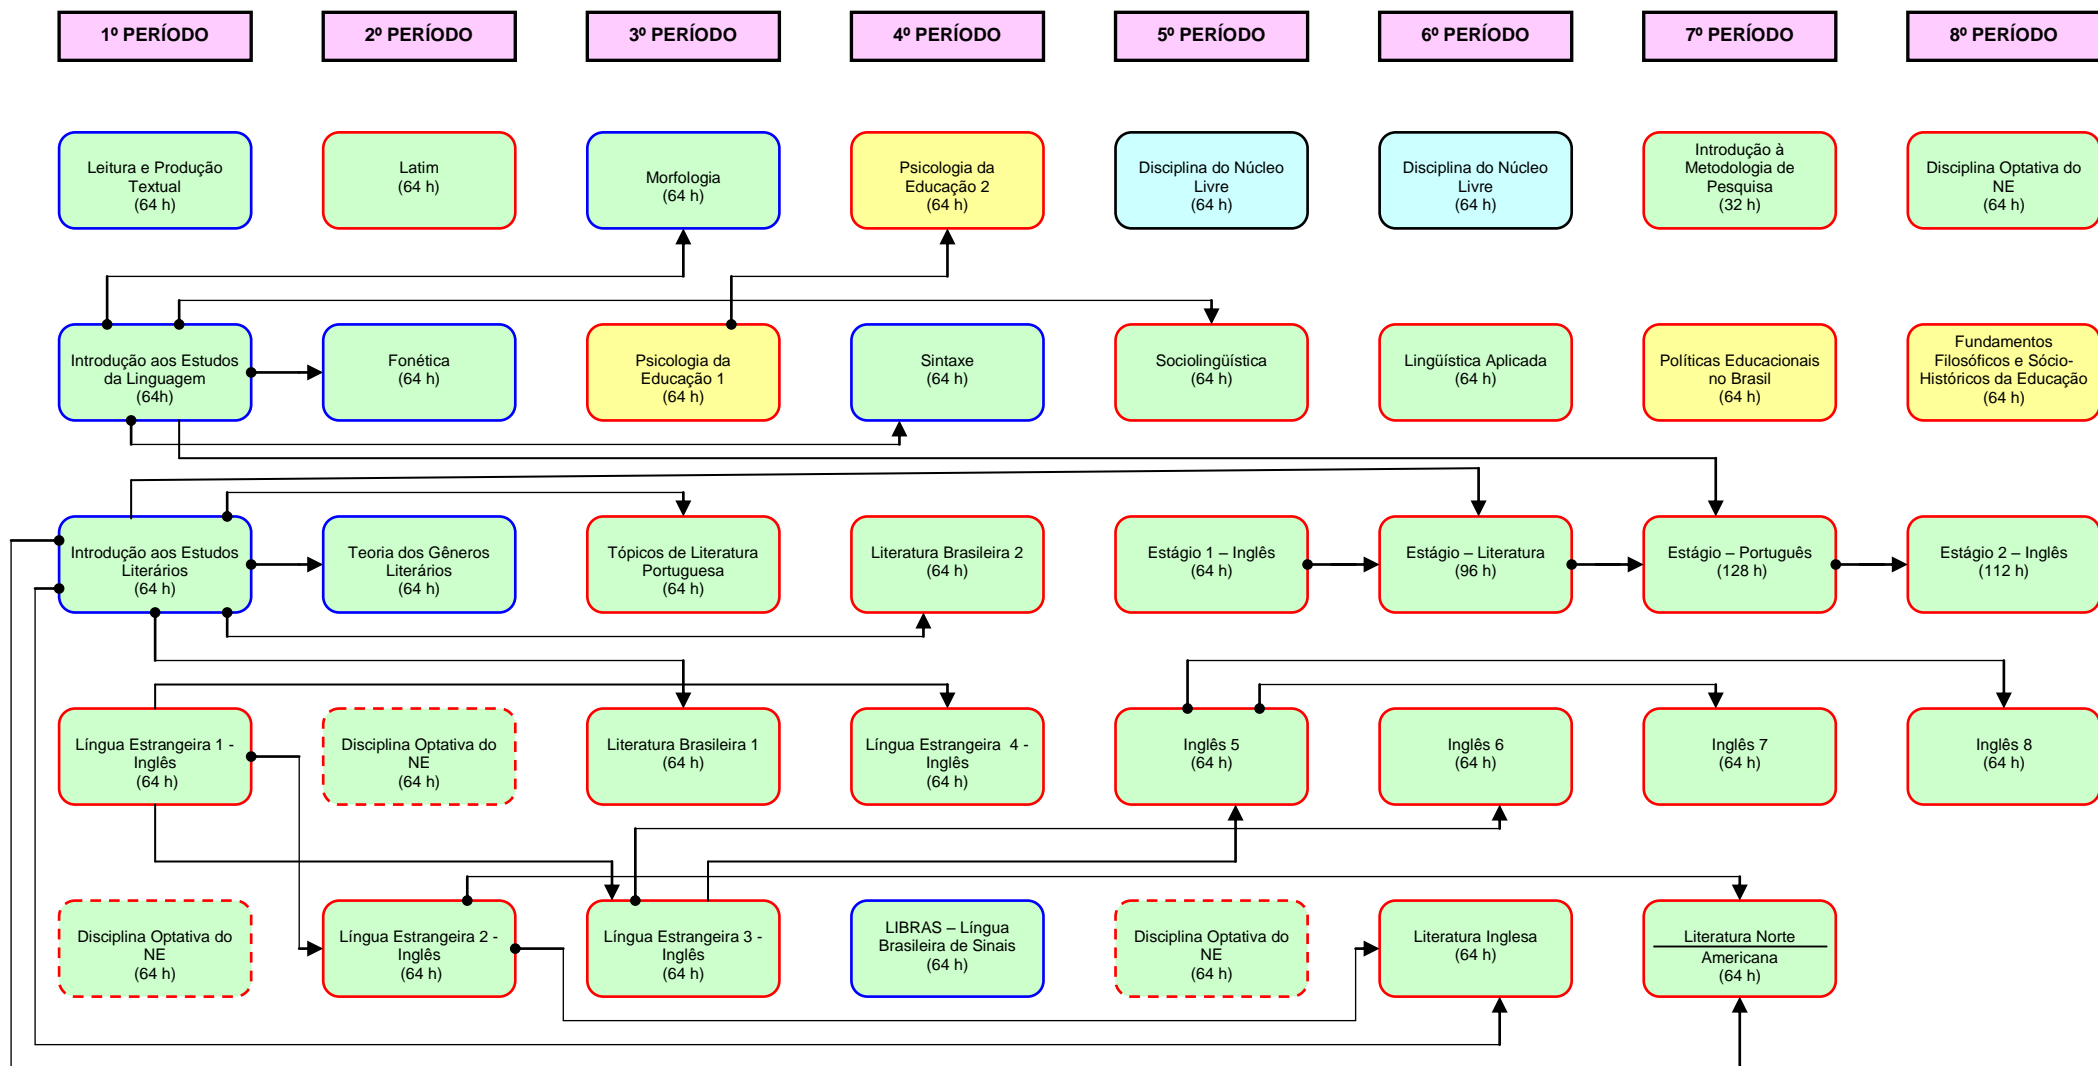 1º PERÍODO
2º PERÍODO
3º PERÍODO
4º PERÍODO
5º PERÍODO
6º PERÍODO
7º PERÍODO
8º PERÍODO
Leitura e Produção
Textual
(64 h)
Latim
(64 h)
Morfologia
(64 h)
Psicologia da
Educação 2
(64 h)
Disciplina do Núcleo
Livre
(64 h)
Disciplina do Núcleo
Livre
(64 h)
Introdução à
Metodologia de
Pesquisa
(32 h)
Disciplina Optativa do
NE
(64 h)
Introdução aos Estudos
da Linguagem
(64h)
Fonética
(64 h)
Psicologia da
Educação 1
(64 h)
Sintaxe
(64 h)
Sociolingüística
(64 h)
Lingüística Aplicada
(64 h)
Políticas Educacionais
no Brasil
(64 h)
Fundamentos
Filosóficos e Sócio-
Históricos da Educação
(64 h)
Introdução aos Estudos
Literários
(64 h)
Teoria dos Gêneros
Literários
(64 h)
Tópicos de Literatura
Portuguesa
(64 h)
Literatura Brasileira 2
(64 h)
Estágio 1 – Inglês
(64 h)
Estágio – Literatura
(96 h)
Estágio – Português
(128 h)
Estágio 2 – Inglês
(112 h)
Língua Estrangeira 1 -
Inglês
(64 h)
Disciplina Optativa do
NE
(64 h)
Literatura Brasileira 1
(64 h)
Língua Estrangeira  4 -
Inglês
(64 h)
Inglês 5
(64 h)
Inglês 6
(64 h)
Inglês 7
(64 h)
Inglês 8
(64 h)
Disciplina Optativa do
NE
(64 h)
Língua Estrangeira 2 -
Inglês
(64 h)
Língua Estrangeira 3 -
Inglês
(64 h)
LIBRAS – Língua
Brasileira de Sinais
(64 h)
Disciplina Optativa do
NE
(64 h)
Literatura Inglesa
(64 h)
Literatura Norte
Americana
(64 h)